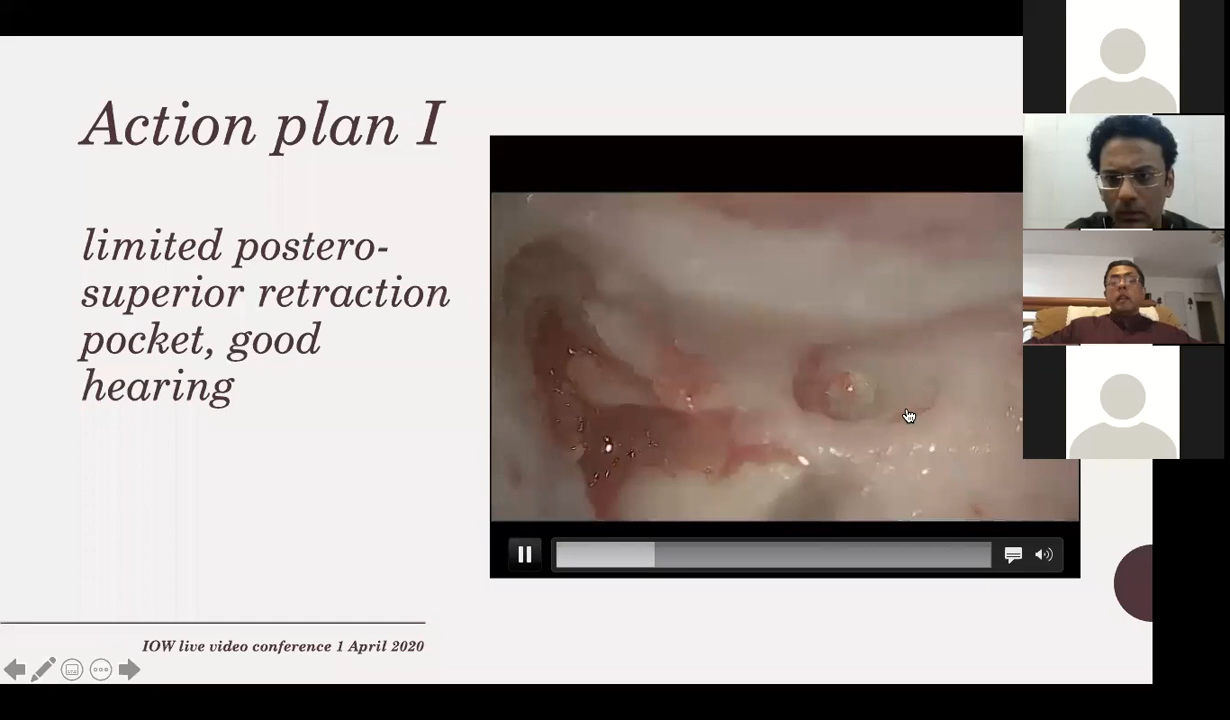 Action plan I
limited postero-
superior retraction
pocket, good
hearing
IOW live video conference 1 April 2020